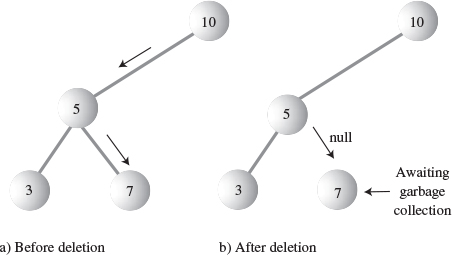 10
5
3
7
a) Before deletion
10
5
null
3
7
Awaiting
garbage
collection
b) After deletion